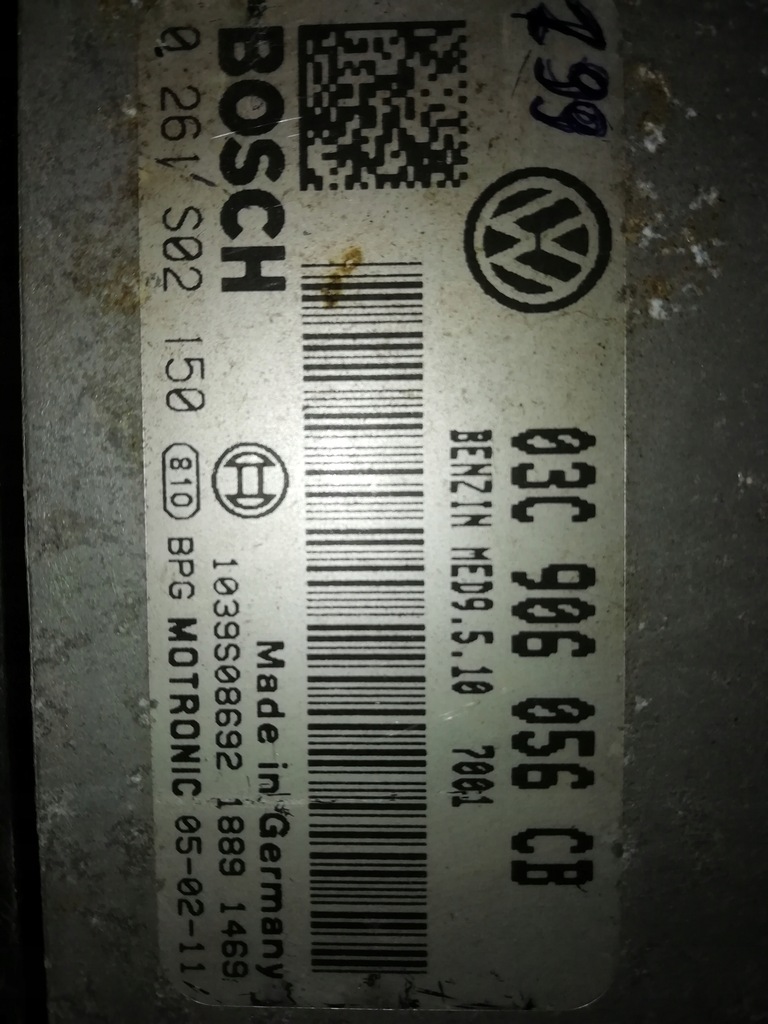 299
03C 906 056 CB
BENZIN MED9.5.10 7001
BOSCH
Made in Germany
1039S08692 1889 1469
0 261 S02 150 810 BPG MOTRONIC 05-02-11